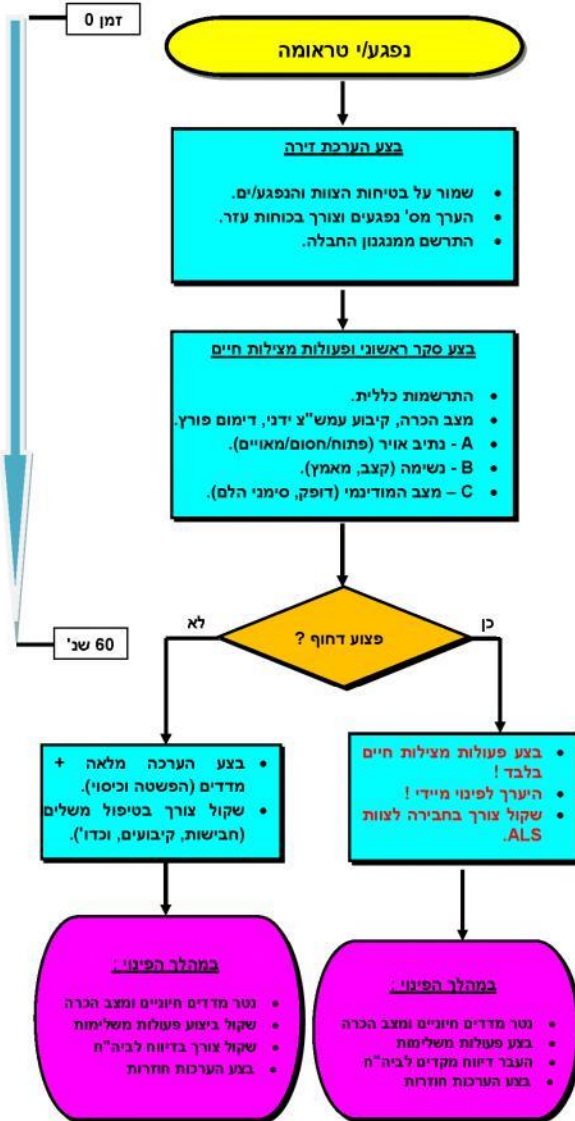 זמן 0
נפגע/י טראומה
בצע הערכת זירה
• שמור על בטיחות הצוות והנפגע/ים.
• הערך מס' נפגעים וצורך בכוחות עזר.
• התרשם ממנגנון החבלה.
בצע סקר ראשוני ופעולות מצילות חיים
• התרשמות כללית.
• מצב הכרה, קיבוע עמש"צ ידני, דימום פורץ.
• A - נתיב אויר (פתוח/חסום/מאויים).
• B - נשימה (קצב, מאמץ).
• C – מצב המודינמי (דופק, סימני הלם).
פצוע דחוף ?
כן
לא
60 שנ'
• בצע פעולות מצילות חיים
בלבד !
• היערך לפינוי מיידי !
• שקול צורך בחבירה לצוות
ALS.
• בצע הערכה מלאה +
מדדים (הפשטה וכיסוי).
• שקול צורך בטיפול משלים
(חבישות, קיבועים, וכדו').
במהלך הפינוי :
• נטר מדדים חיוניים ומצב הכרה
• בצע פעולות משלימות
• העבר דיווח מקדים לביה"ח
• בצע הערכות חוזרות
במהלך הפינוי :
• נטר מדדים חיוניים ומצב הכרה
• שקול ביצוע פעולות משלימות
• שקול צורך בדיווח לביה"ח
• בצע הערכות חוזרות